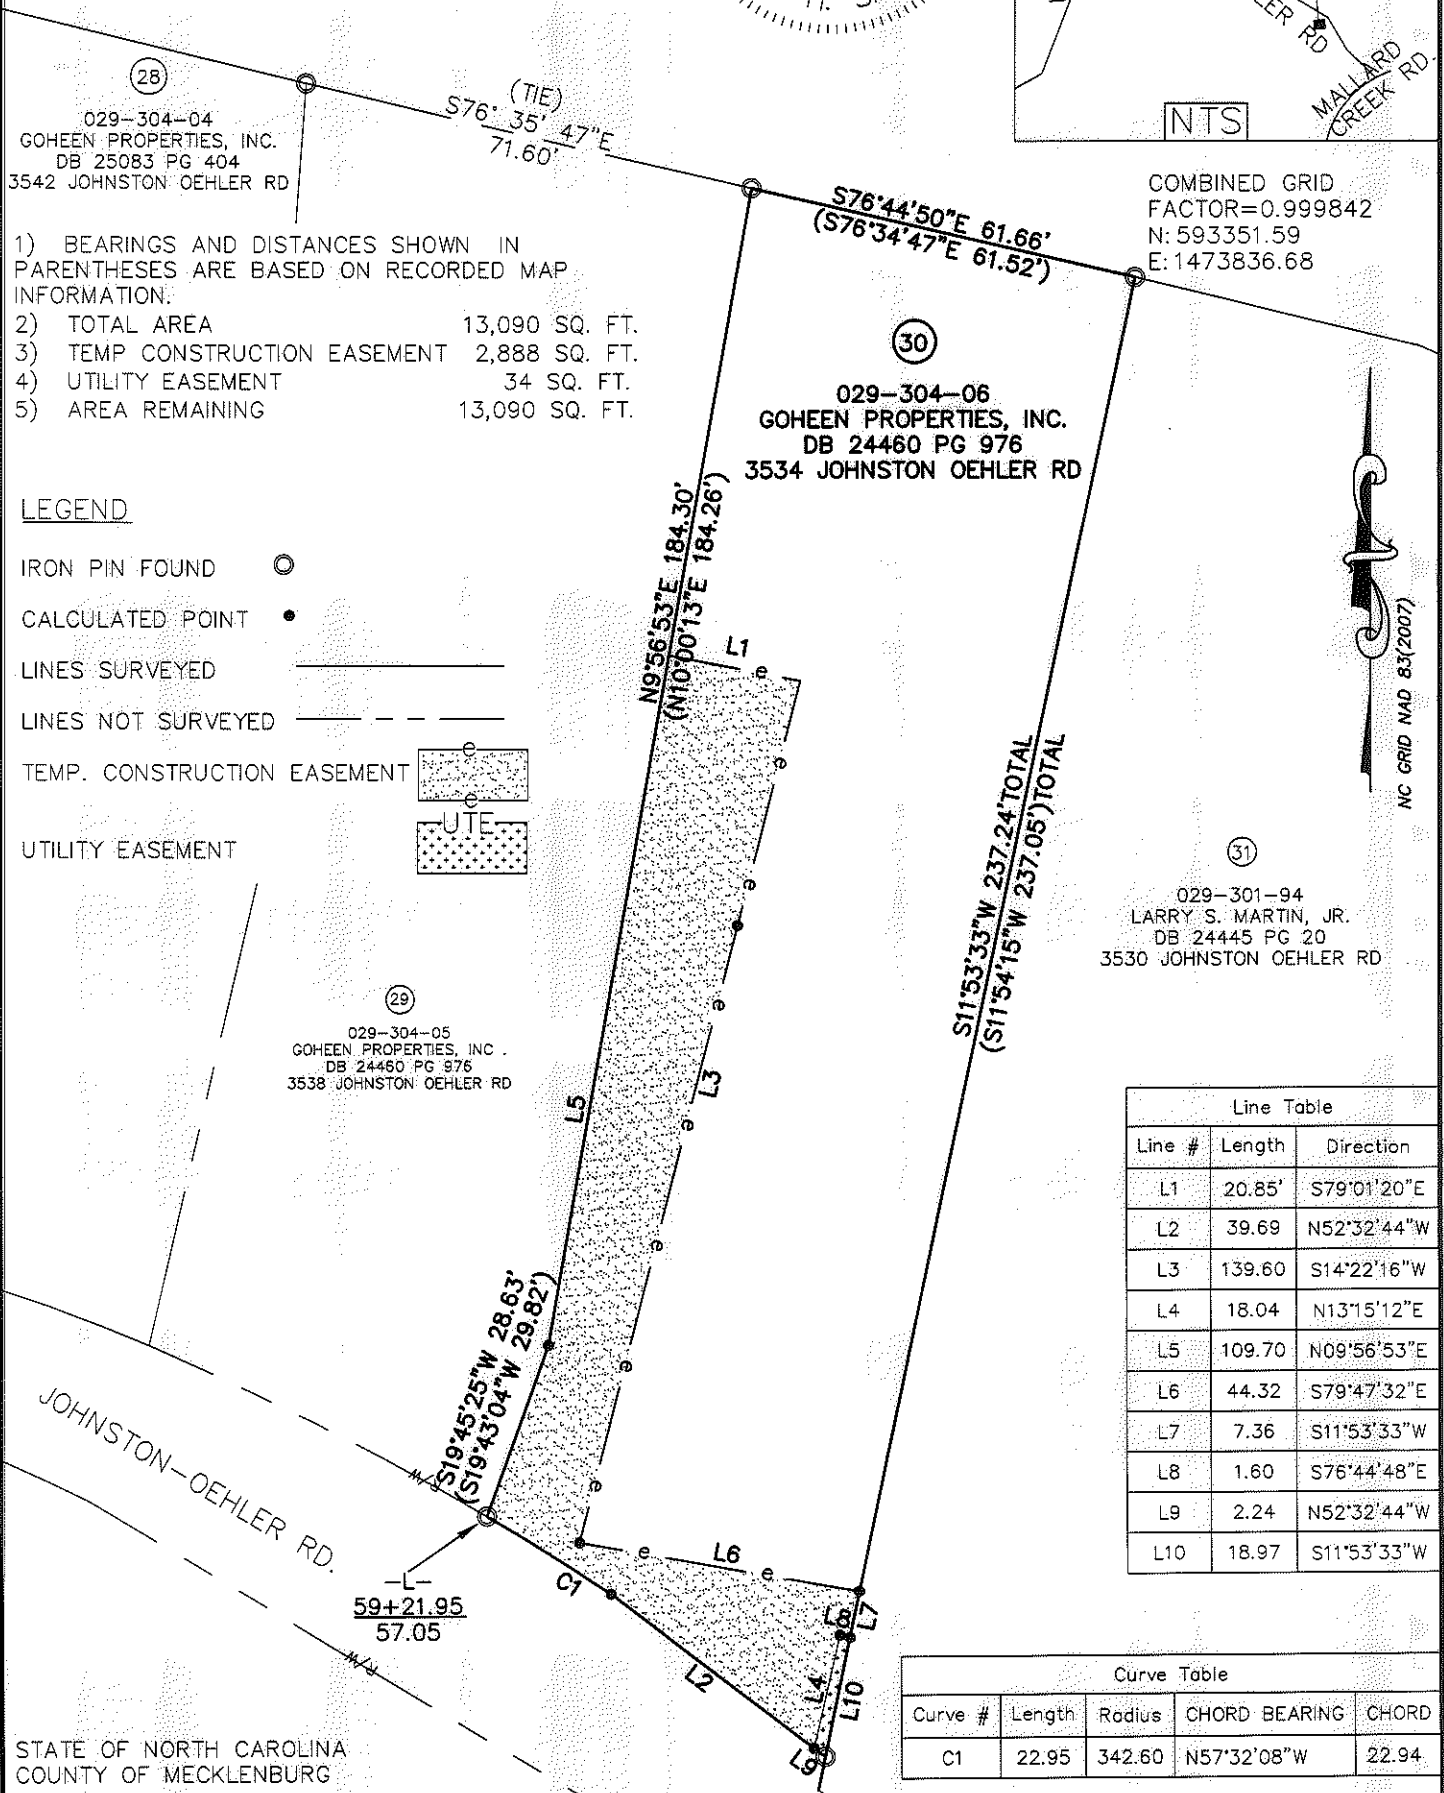 ER RD
MALLARD
CREEK RD.
NTS
28
029-304-04
GOHEEN PROPERTIES, INC.
DB 25083 PG 404
3542 JOHNSTON OEHLER RD
(TIE)
S76° 35' 47"E
71.60'
S76°44'50"E 61.66'
(S76°34'47"E 61.52')
COMBINED GRID
FACTOR=0.999842
N: 593351.59
E: 1473836.68
1) BEARINGS AND DISTANCES SHOWN IN
PARENTHESES ARE BASED ON RECORDED MAP
INFORMATION.
2) TOTAL AREA 13,090 SQ. FT.
3) TEMP CONSTRUCTION EASEMENT 2,888 SQ. FT.
4) UTILITY EASEMENT 34 SQ. FT.
5) AREA REMAINING 13,090 SQ. FT.
30
029-304-06
GOHEEN PROPERTIES, INC.
DB 24460 PG 976
3534 JOHNSTON OEHLER RD
LEGEND
IRON PIN FOUND
CALCULATED POINT
LINES SURVEYED
LINES NOT SURVEYED
TEMP. CONSTRUCTION EASEMENT
e
e
UTILITY EASEMENT
UTE
N9°56'53"E 184.30'
(N10°00'13"E 184.26')
L1
e
e
e
e
L3
e
e
e
e
L5
S11°53'33"W 237.24'TOTAL
(S11°54'15"W 237.05')TOTAL
NC GRID NAD 83(2007)
31
029-301-94
LARRY S. MARTIN, JR.
DB 24445 PG 20
3530 JOHNSTON OEHLER RD
29
029-304-05
GOHEEN PROPERTIES, INC .
DB 24460 PG 976
3538 JOHNSTON OEHLER RD
Line Table
Line # Length Direction
L1 20.85' S79°01'20"E
L2 39.69 N52°32'44"W
L3 139.60 S14°22'16"W
L4 18.04 N13°15'12"E
L5 109.70 N09°56'53"E
L6 44.32 S79°47'32"E
L7 7.36 S11°53'33"W
L8 1.60 S76°44'48"E
L9 2.24 N52°32'44"W
L10 18.97 S11°53'33"W
S19°45'25"W 28.63'
(S19°43'04"W 29.82')
R/W
JOHNSTON-OEHLER RD.
-L-
59+21.95
57.05
R/W
C1
e L6 e
L7
L8
L2
L4
L10
L9
Curve Table
Curve # Length Radius CHORD BEARING CHORD
C1 22.95 342.60 N57°32'08"W 22.94
STATE OF NORTH CAROLINA
COUNTY OF MECKLENBURG